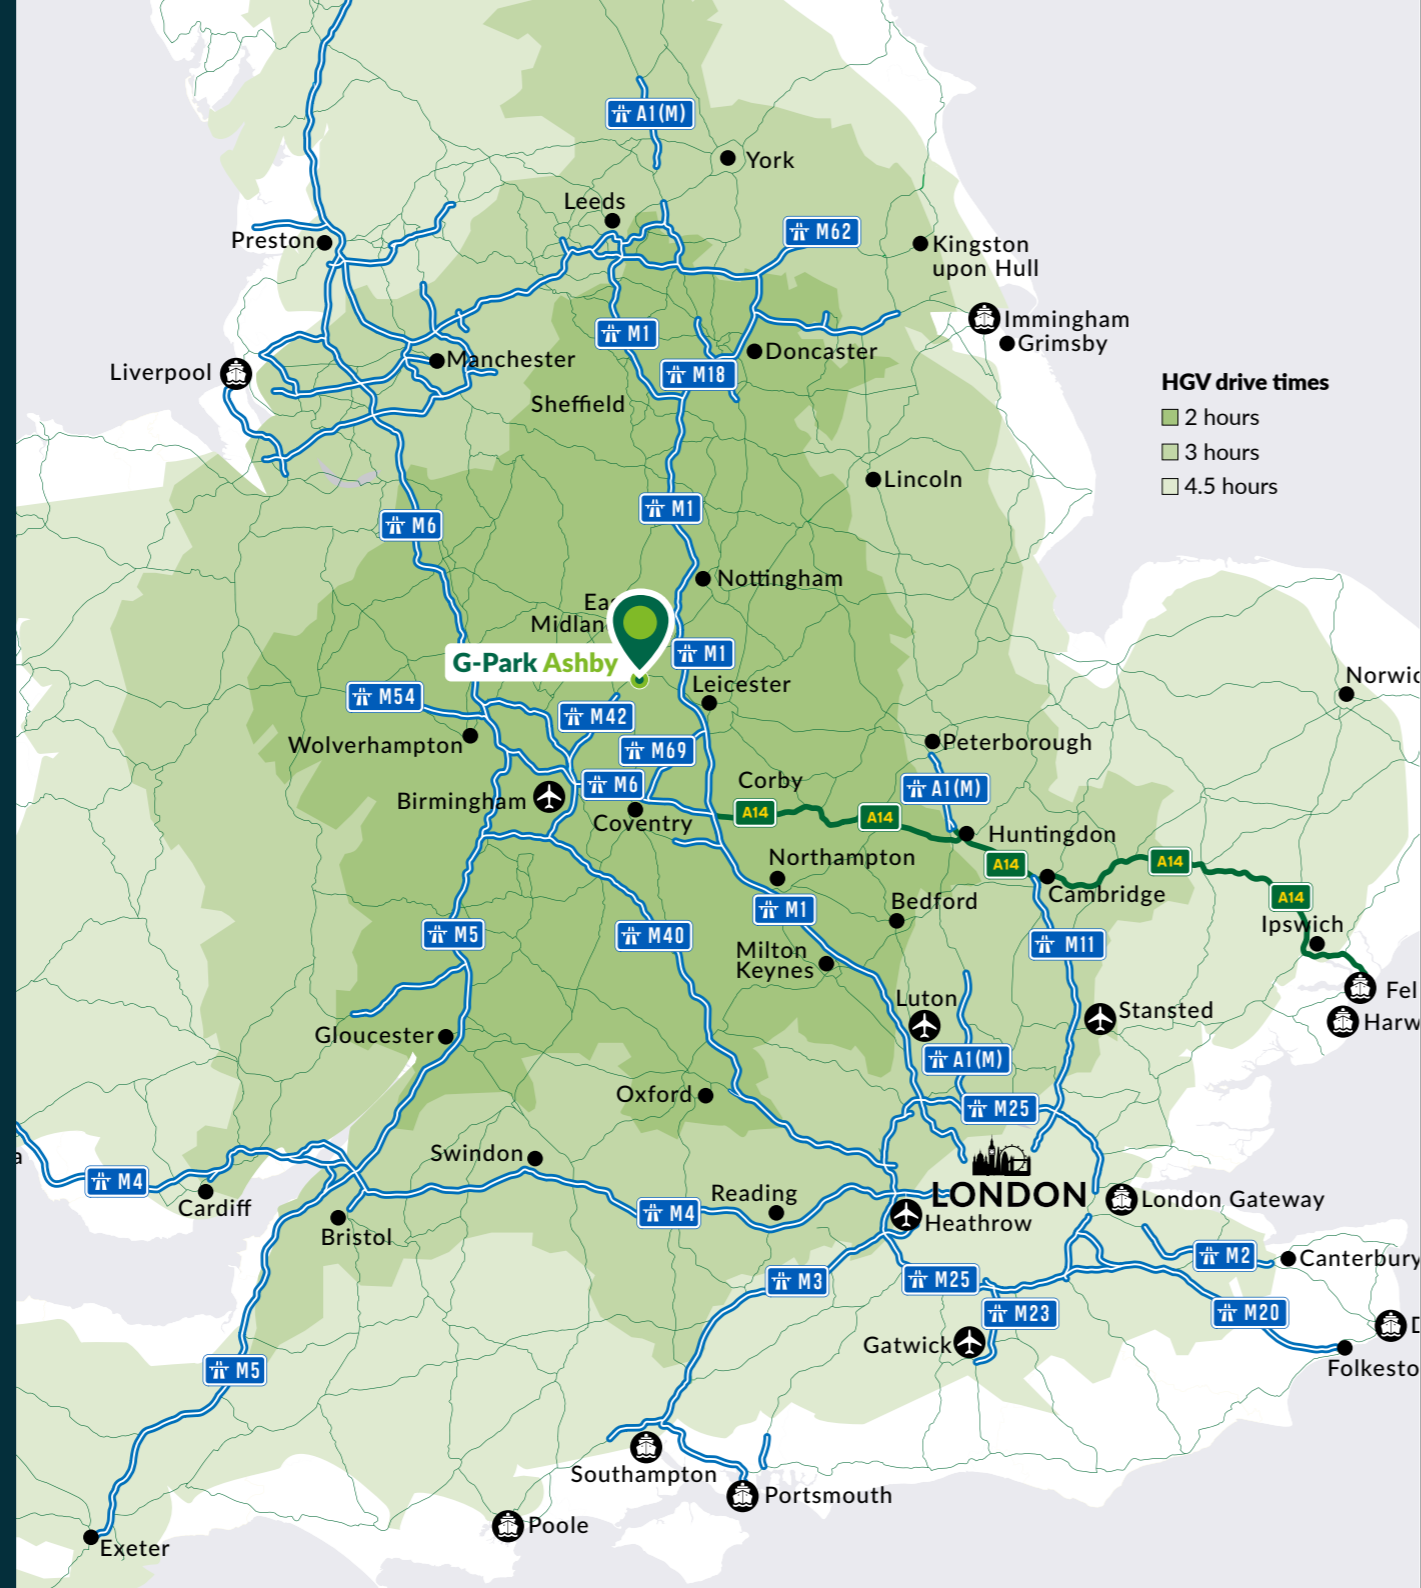 A1(M)
York
Leeds
M62
Preston
Kingston
upon Hull
Immingham
M1
Grimsby
Doncaster
Manchester
Liverpool
M18
HGV drive times
2 hours
3 hours
4.5 hours
Sheffield
Lincoln
M1
M6
Nottingham
Ea
Midlan
G-Park Ashby
M1
Leicester
Norwic
M54
M42
Wolverhampton
M69
Peterborough
Corby
M6
A1(M)
Birmingham
A14
A14
Coventry
Huntingdon
Northampton
A14
A14
Cambridge
A14
Bedford
M1
Ipswich
M5
M40
M11
Milton
Keynes
Luton
Fel
Stansted
Harw
Gloucester
A1(M)
Oxford
M25
Swindon
a
M4
Cardiff
Reading
LONDON
London Gateway
M4
Heathrow
Bristol
M2
Canterbury
M3
M25
M23
M20
D
Gatwick
Folkesto
M5
Southampton
Portsmouth
Poole
Exeter